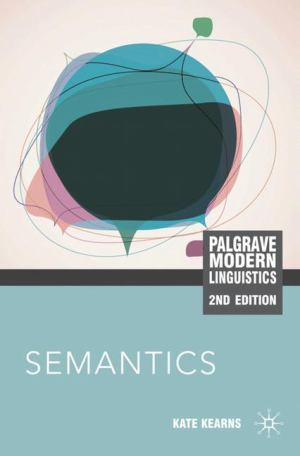 PALGRAVE
MODERN
LINGUISTICS
2ND EDITION
SEMANTICS
KATE KEARNS